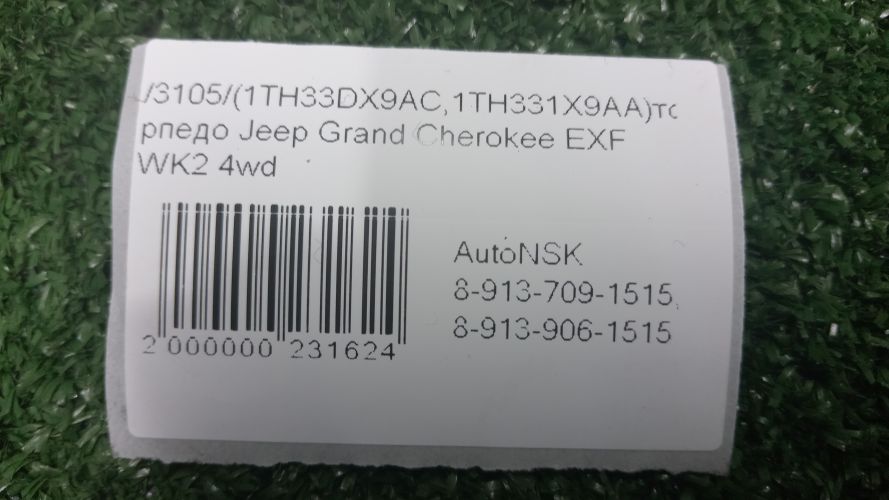 ./3105/(1TH33DX9AC,1TH331X9AA)то
рпедо Jeep Grand Cherokee EXF
WK2 4wd
AutoNSK
8-913-709-1515,
8-913-906-1515
2 000000 231624